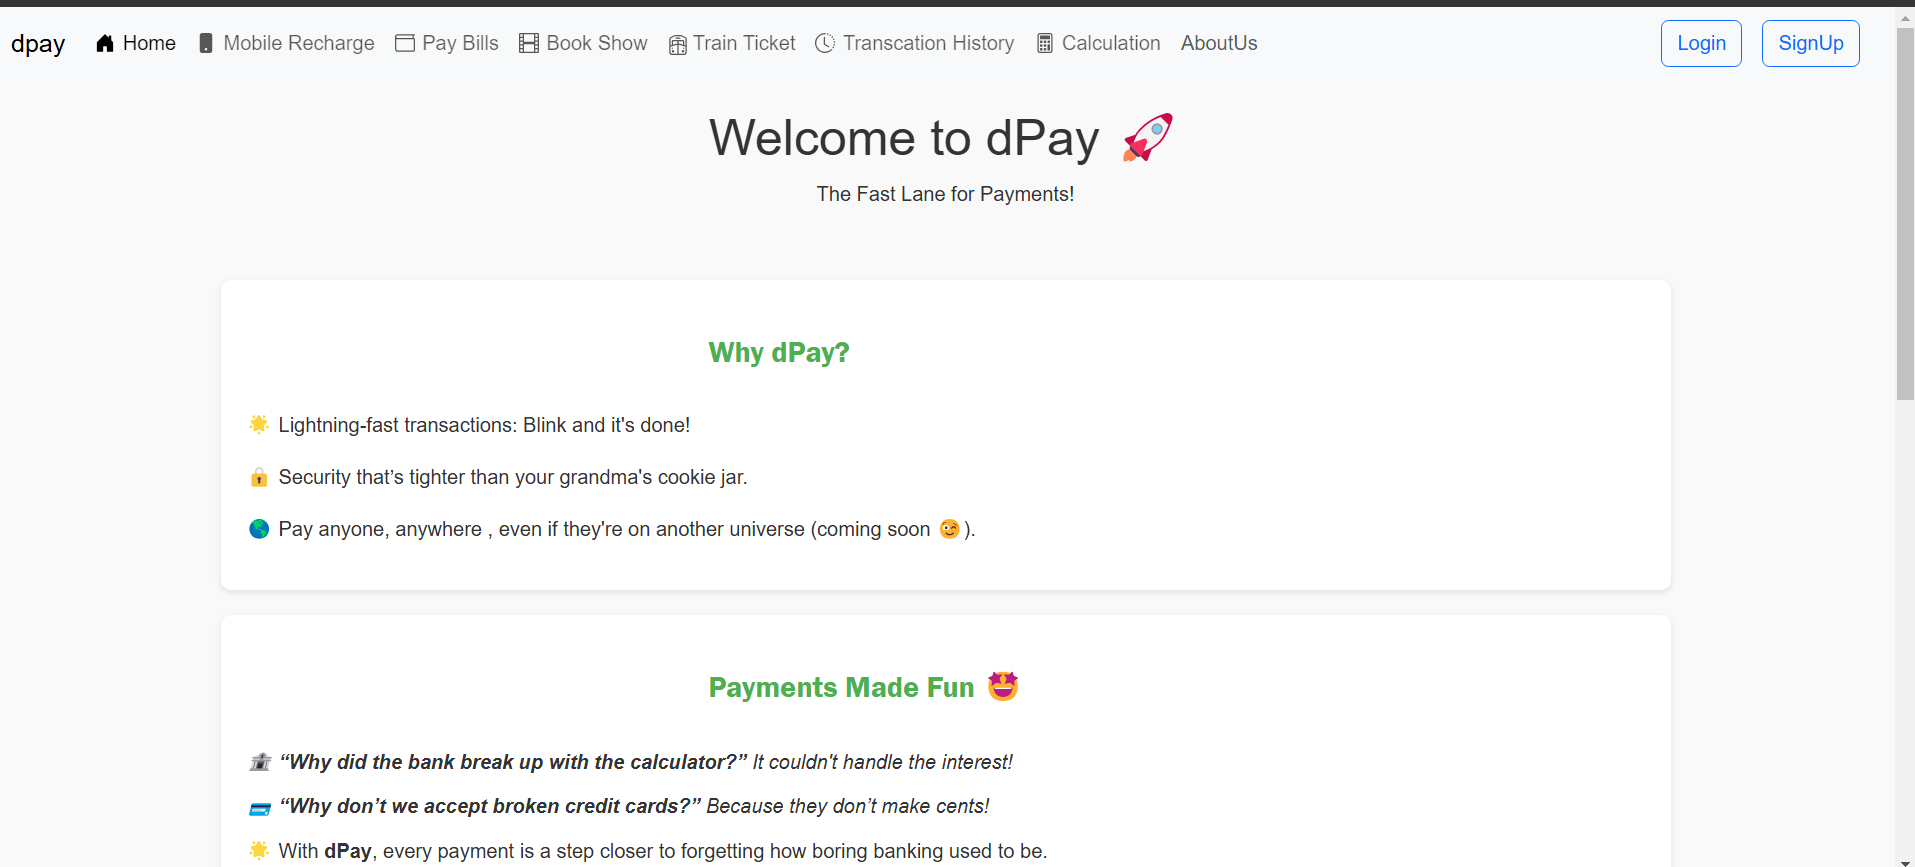 dpay Home Mobile Recharge Pay Bills Book Show Train Ticket Transcation History Calculation AboutUs Login SignUp
Welcome to dPay 🚀
The Fast Lane for Payments!
Why dPay?
🌟 Lightning-fast transactions: Blink and it's done!
🔒 Security that’s tighter than your grandma's cookie jar.
🌎 Pay anyone, anywhere , even if they're on another universe (coming soon 😉).
Payments Made Fun 🤩
🏦 “Why did the bank break up with the calculator?” It couldn't handle the interest!
💳 “Why don’t we accept broken credit cards?” Because they don’t make cents!
🌟 With dPay, every payment is a step closer to forgetting how boring banking used to be.